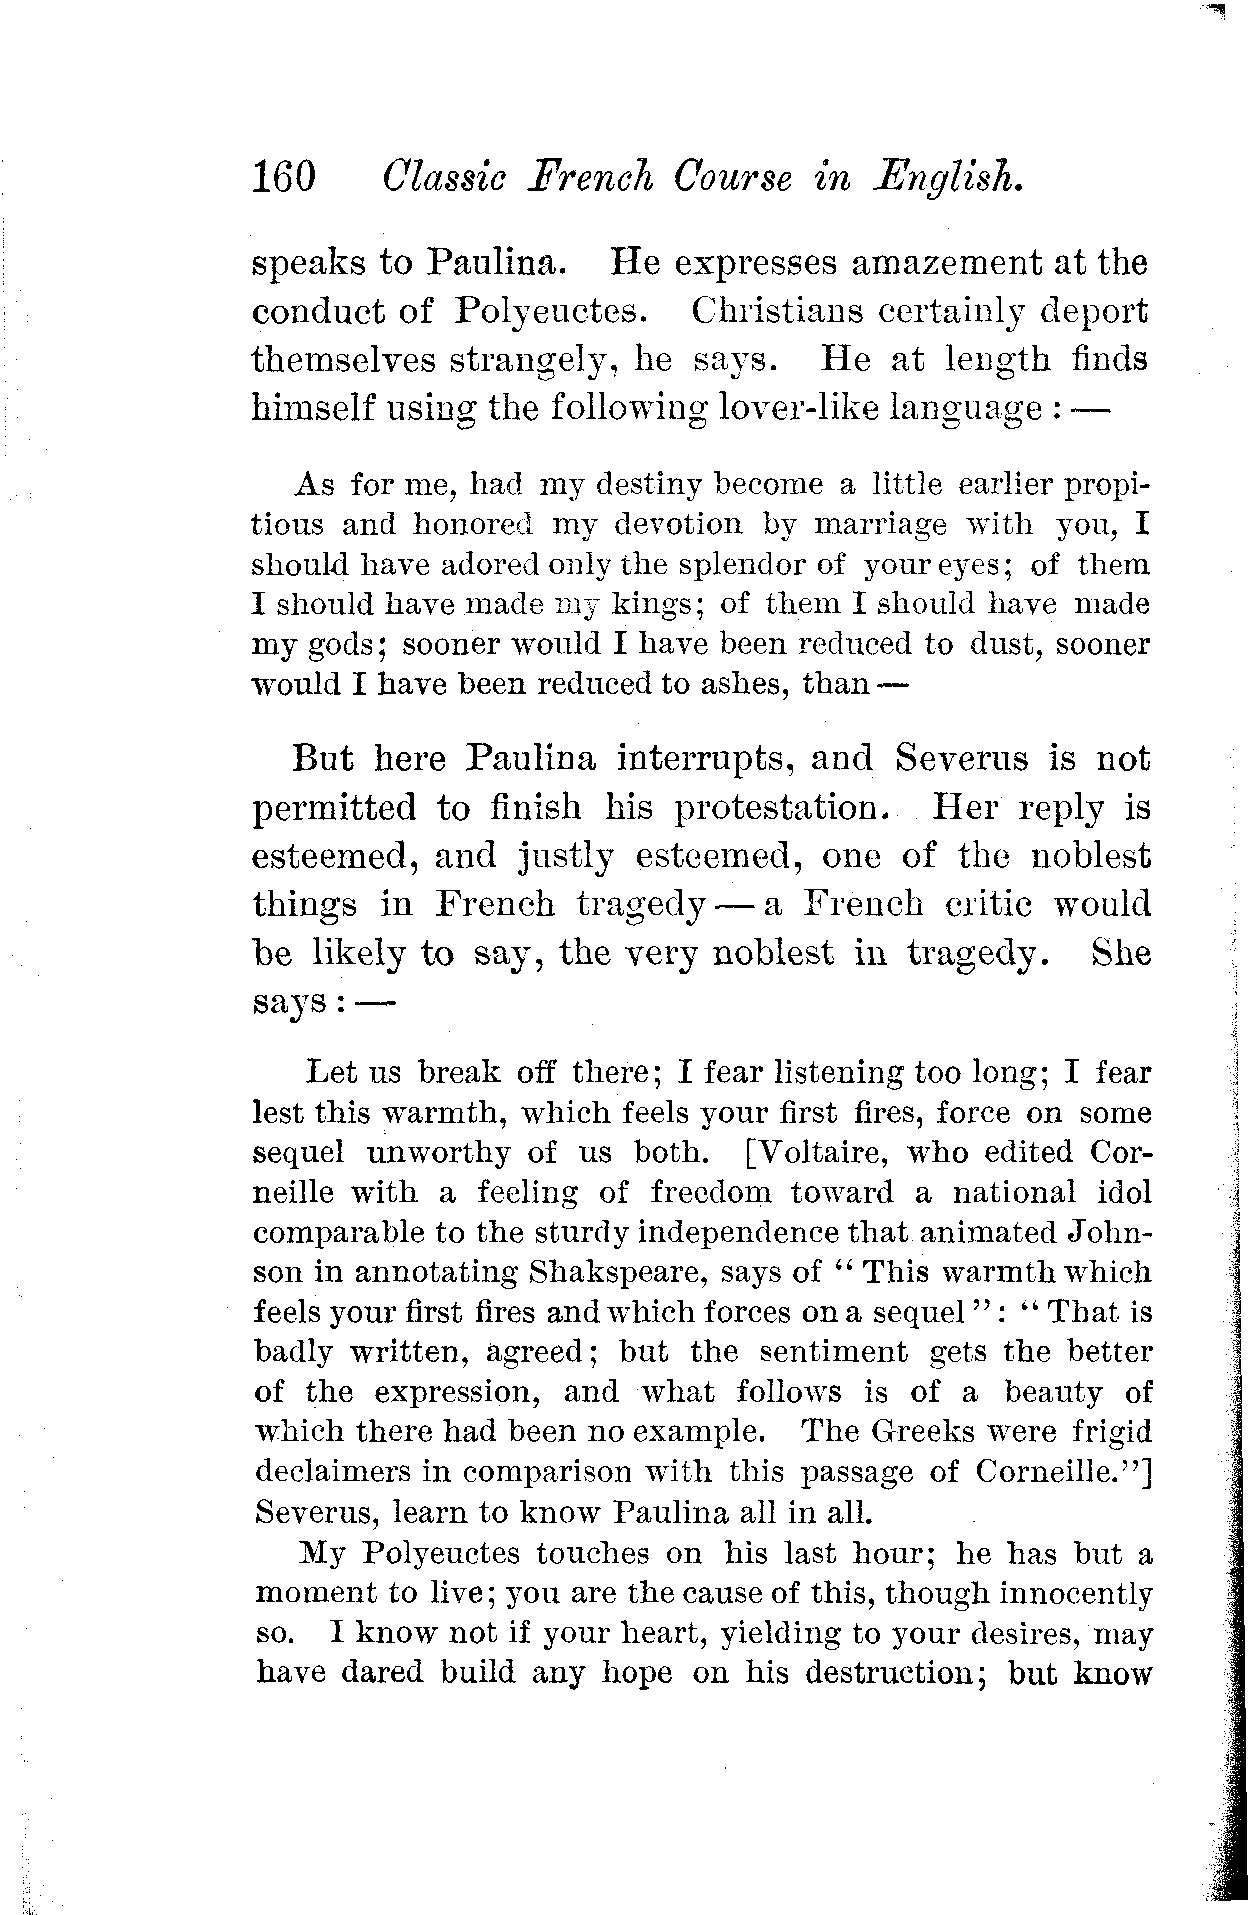 160 Classic French Course in English.
speaks to Paulina. He expresses amazement at the
conduct of Polyeuctes. Christians certainly deport
themselves strangely, he says. He at length finds
himself using the following lover-like language : —
As for me, had my destiny become a little earlier propi-
tious and honored my devotion by marriage with you, I
should have adored only the splendor of your eyes; of them
I should have made my kings; of them I should have made
my gods; sooner would I have been reduced to dust, sooner
would I have been reduced to ashes, than —
But here Paulina interrupts, and Severus is not
permitted to finish his protestation. Her reply is
esteemed, and justly esteemed, one of the noblest
things in French tragedy — a French critic would
be likely to say, the very noblest in tragedy. She
says : —
Let us break off there; I fear listening too long; I fear
lest this warmth, which feels your first fires, force on some
sequel unworthy of us both. [Voltaire, who edited Cor-
neille with a feeling of freedom toward a national idol
comparable to the sturdy independence that animated John-
son in annotating Shakspeare, says of “ This warmth which
feels your first fires and which forces on a sequel ” : “ That is
badly written, agreed; but the sentiment gets the better
of the expression, and what follows is of a beauty of
which there had been no example. The Greeks were frigid
declaimers in comparison with this passage of Corneille.”]
Severus, learn to know Paulina all in all.
My Polyeuctes touches on his last hour; he has but a
moment to live; you are the cause of this, though innocently
so. I know not if your heart, yielding to your desires, may
have dared build any hope on his destruction; but know